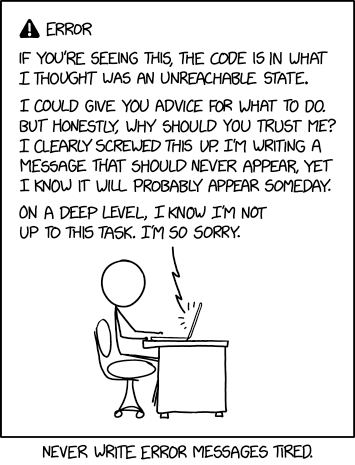 ERROR
IF YOU'RE SEEING THIS, THE CODE IS IN WHAT
I THOUGHT WAS AN UNREACHABLE STATE.
I COULD GIVE YOU ADVICE FOR WHAT TO DO.
BUT HONESTLY, WHY SHOULD YOU TRUST ME?
I CLEARLY SCREWED THIS UP. I'M WRITING A
MESSAGE THAT SHOULD NEVER APPEAR, YET
I KNOW IT WILL PROBABLY APPEAR SOMEDAY.
ON A DEEP LEVEL, I KNOW I'M NOT
UP TO THIS TASK. I'M SO SORRY.
NEVER WRITE ERROR MESSAGES TIRED.